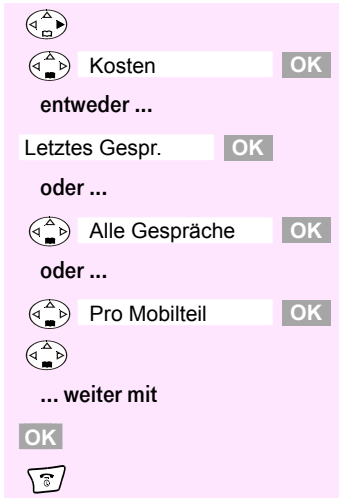 Kosten OK
entweder ...
Letztes Gespr. OK
oder ...
Alle Gespräche OK
oder ...
Pro Mobilteil OK
... weiter mit
OK